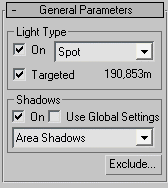 - General Parameters
Light Type
On Spot
Targeted 190,853m
Shadows
On Use Global Settings
Area Shadows
Exclude...